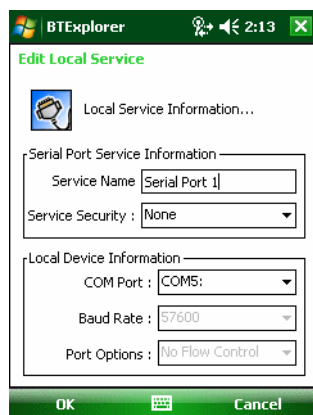 BTExplorer 2:13
Edit Local Service
Local Service Information...
Serial Port Service Information
Service Name Serial Port 1
Service Security : None
Local Device Information
COM Port : COM5:
Baud Rate : 57600
Port Options : No Flow Control
OK Cancel